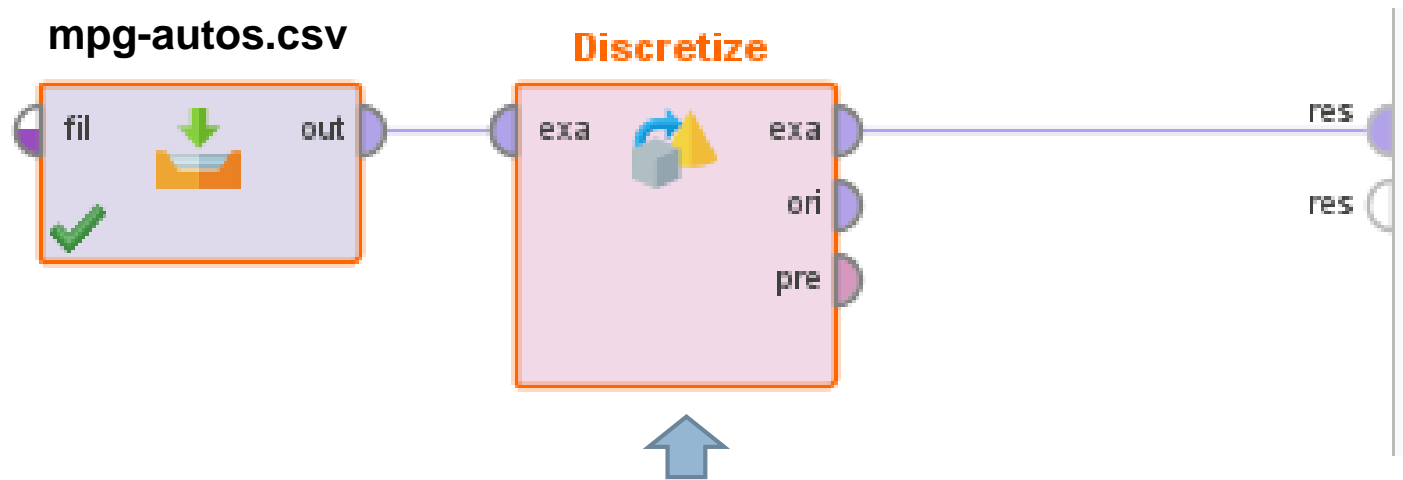 mpg-autos.csv
Discretize
fil out exa exa res
ori res
pre